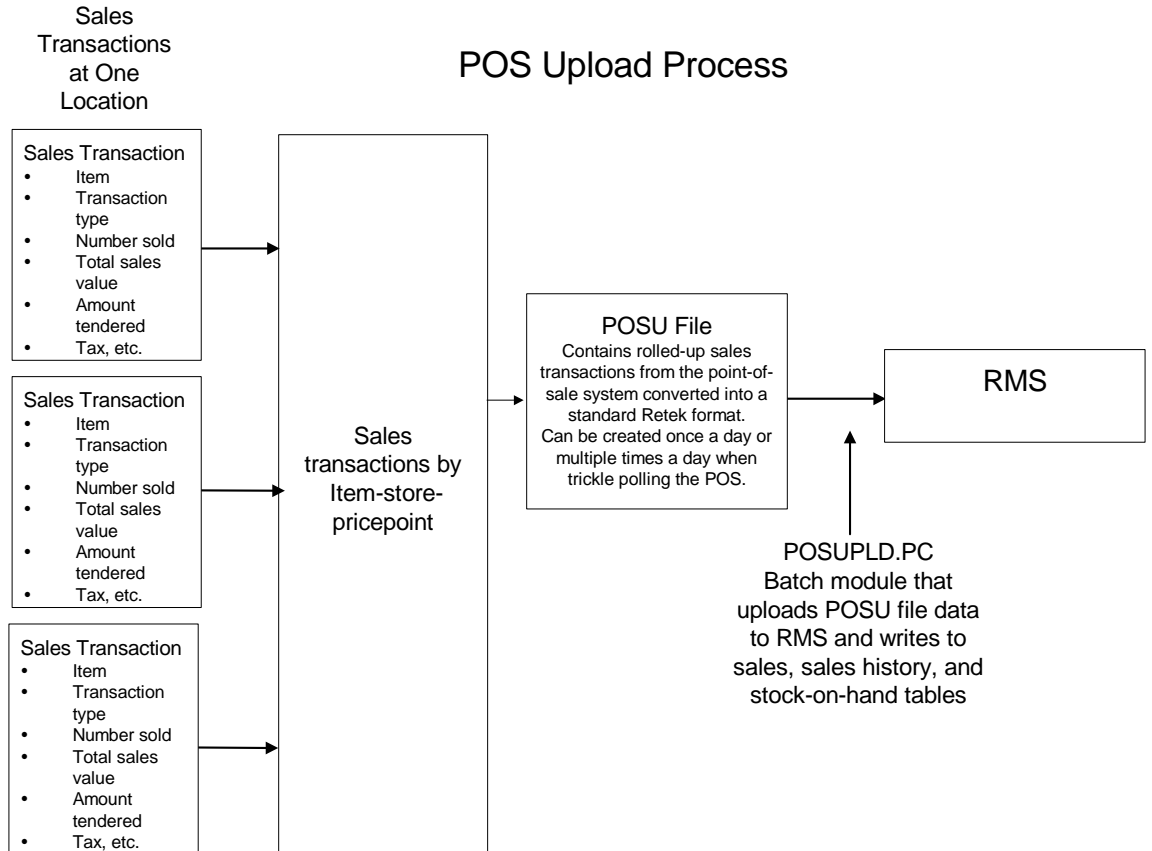 Sales
Transactions
at One
Location
POS Upload Process
Sales Transaction
• Item
• Transaction
type
• Number sold
• Total sales
value
• Amount
tendered
• Tax, etc.
Sales Transaction
• Item
• Transaction
type
• Number sold
• Total sales
value
• Amount
tendered
• Tax, etc.
Sales Transaction
• Item
• Transaction
type
• Number sold
• Total sales
value
• Amount
tendered
• Tax, etc.
Sales
transactions by
Item-store-
pricepoint
POSU File
Contains rolled-up sales
transactions from the point-of-
sale system converted into a
standard Retek format.
Can be created once a day or
multiple times a day when
trickle polling the POS.
RMS
POSUPLD.PC
Batch module that
uploads POSU file data
to RMS and writes to
sales, sales history, and
stock-on-hand tables